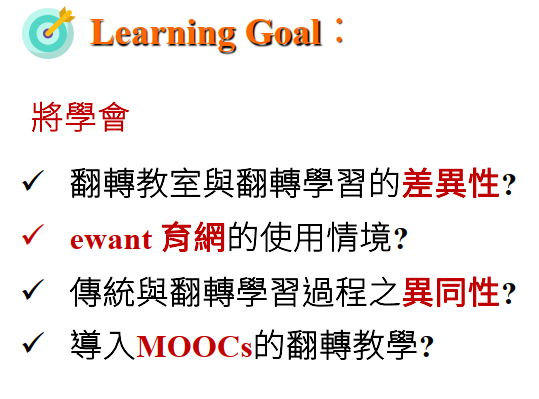 Learning Goal：
將學會
✓ 翻轉教室與翻轉學習的差異性?
✓ ewant 育網的使用情境?
✓ 傳統與翻轉學習過程之異同性?
✓ 導入MOOCs的翻轉教學?